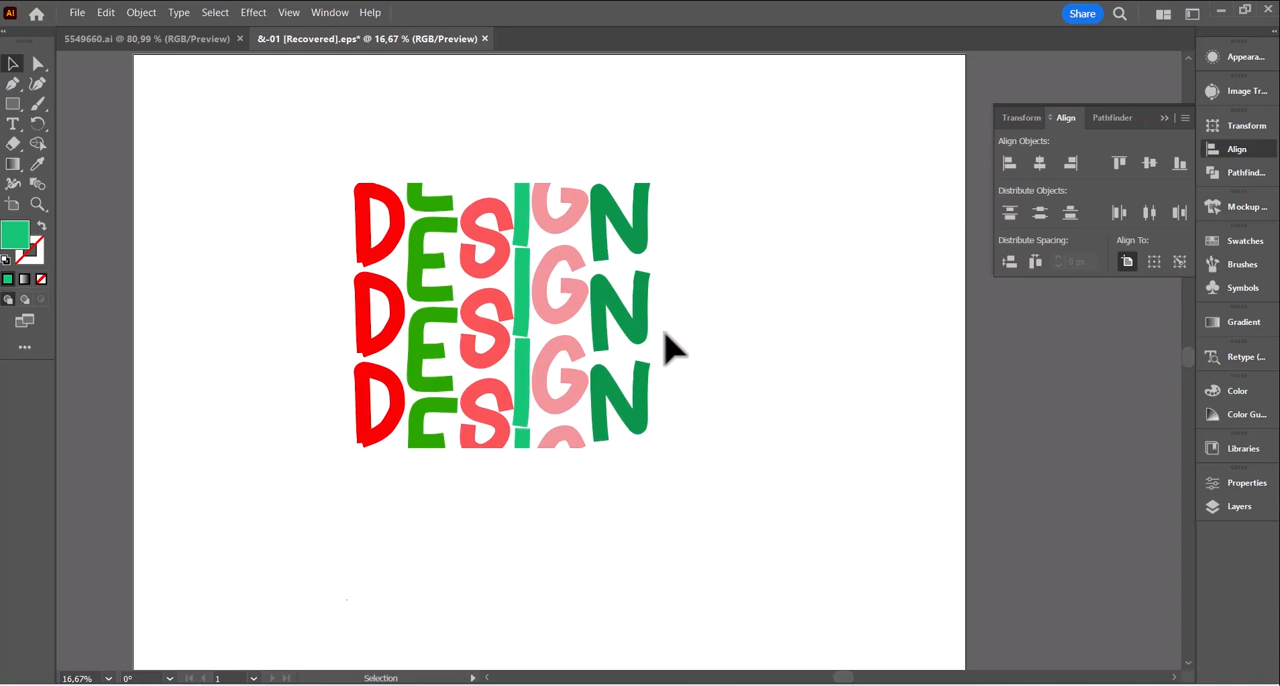 Ai File Edit Object Type Select Effect View Window Help Share
5549660.ai @ 80,99 % (RGB/Preview) × &-01 [Recovered].eps* @ 16,67 % (RGB/Preview) ×
Transform Align Pathfinder
Align Objects:
Distribute Objects:
Distribute Spacing: Align To:
0 px
Appeara...
Image Tr...
Transform
Align
Pathfind...
Mockup ...
Swatches
Brushes
Symbols
Gradient
Retype (...
Color
Color Gu...
Libraries
Properties
Layers
DESIGN
DESIGN
DESIGN
16,67% 0° 1 Selection